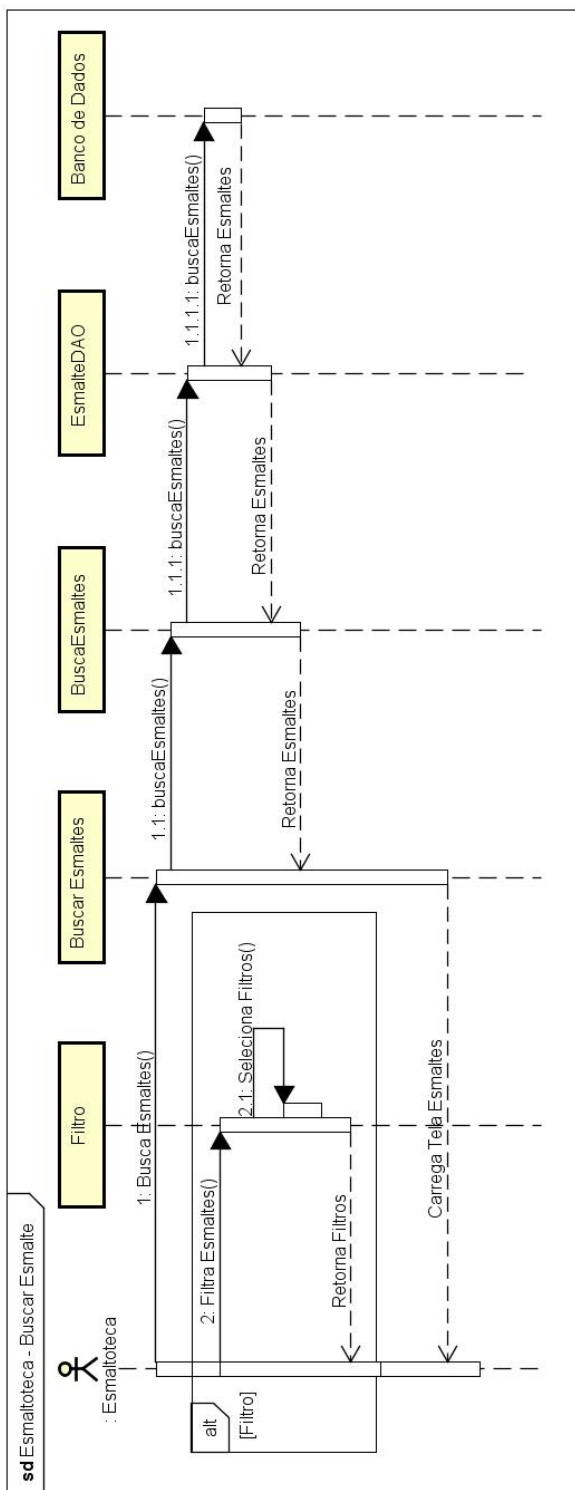 sd Esmaltoteca - Buscar Esmalte
: Esmaltoteca
Filtro
Buscar Esmaltes
BuscaEsmaltes
EsmalteDAO
Banco de Dados
1: Busca Esmaltes()
1.1: buscaEsmaltes()
1.1.1: buscaEsmaltes()
1.1.1.1: buscaEsmaltes()
alt
[Filtro]
2: Filtra Esmaltes()
2.1: Seleciona Filtros()
Retorna Esmaltes
Retorna Esmaltes
Retorna Esmaltes
Retorna Filtros
Carrega Tela Esmaltes